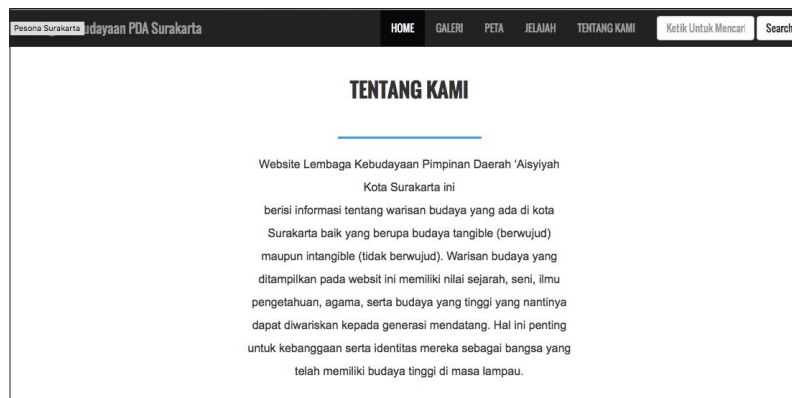 Pesona Surakarta
udayaan PDA Surakarta
HOME GALERI PETA JELAJAH TENTANG KAMI Ketik Untuk Mencari Search
TENTANG KAMI
Website Lembaga Kebudayaan Pimpinan Daerah ‘Aisyiyah
Kota Surakarta ini
berisi informasi tentang warisan budaya yang ada di kota
Surakarta baik yang berupa budaya tangible (berwujud)
maupun intangible (tidak berwujud). Warisan budaya yang
ditampilkan pada websit ini memiliki nilai sejarah, seni, ilmu
pengetahuan, agama, serta budaya yang tinggi yang nantinya
dapat diwariskan kepada generasi mendatang. Hal ini penting
untuk kebanggaan serta identitas mereka sebagai bangsa yang
telah memiliki budaya tinggi di masa lampau.